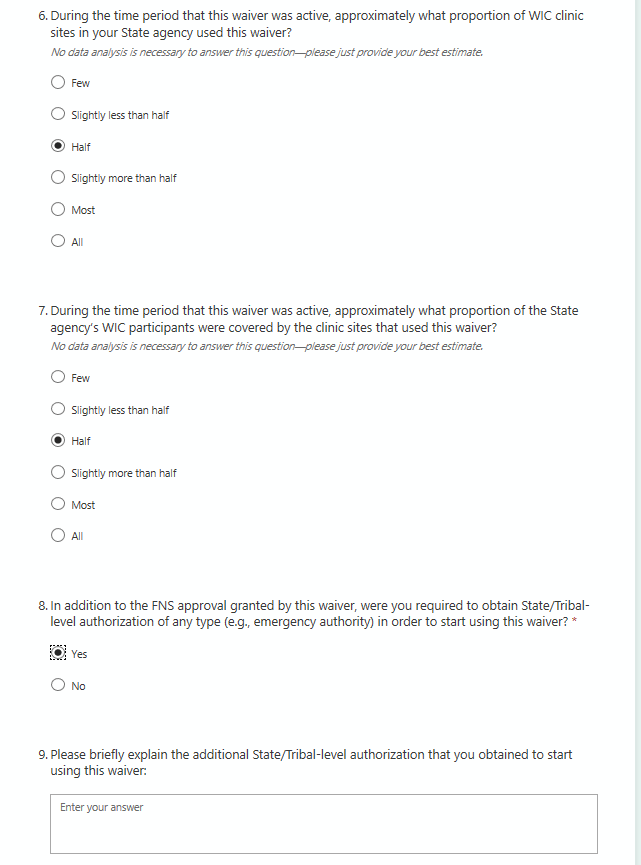 6. During the time period that this waiver was active, approximately what proportion of WIC clinic
sites in your State agency used this waiver?
No data analysis is necessary to answer this question—please just provide your best estimate.
Few
Slightly less than half
Half
Slightly more than half
Most
All
7. During the time period that this waiver was active, approximately what proportion of the State
agency's WIC participants were covered by the clinic sites that used this waiver?
No data analysis is necessary to answer this question—please just provide your best estimate.
Few
Slightly less than half
Half
Slightly more than half
Most
All
8. In addition to the FNS approval granted by this waiver, were you required to obtain State/Tribal-
level authorization of any type (e.g., emergency authority) in order to start using this waiver? *
Yes
No
9. Please briefly explain the additional State/Tribal-level authorization that you obtained to start
using this waiver:
Enter your answer